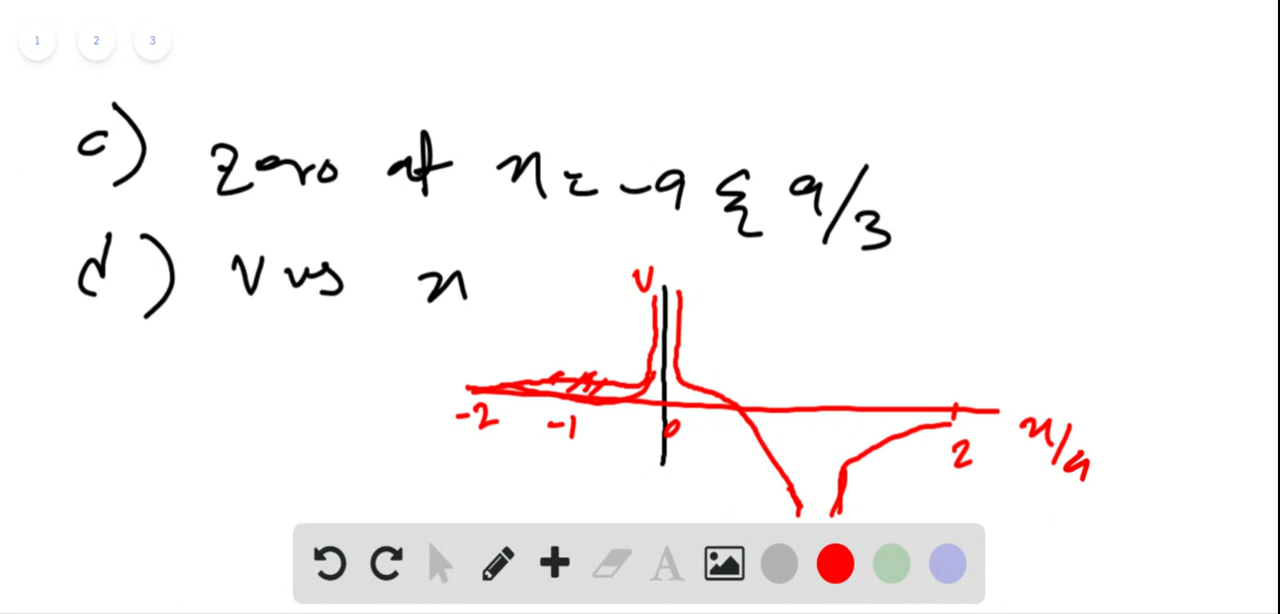 1 2 3
c) Zero at x = -a & a/3
d) V vs x
V
-2 -1 0 2 x/a
A